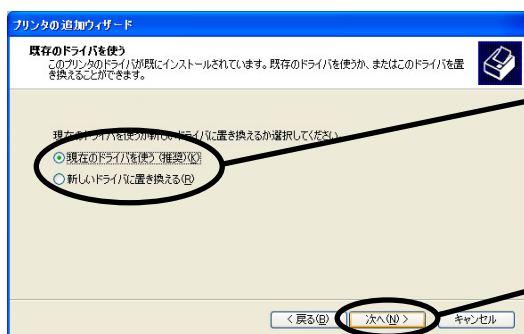 プリンタの追加ウィザード
既存のドライバを使う
このプリンタのドライバが既にインストールされています。既存のドライバを使うか、またはこのドライバを置
き換えることができます。
現在のドライバを使うか新しいドライバに置き換えるか選択してください。
現在のドライバを使う (推奨)(K)
新しいドライバに置き換える(R)
< 戻る(B)
次へ(N) >
キャンセル